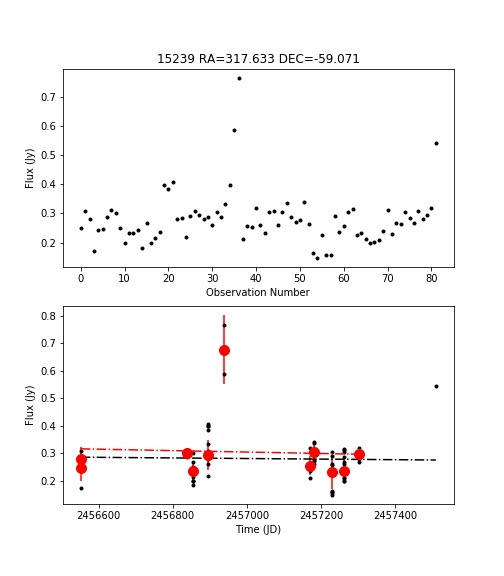 15239 RA=317.633 DEC=-59.071
Flux (Jy)
0.7
0.6
0.5
0.4
0.3
0.2
0 10 20 30 40 50 60 70 80
Observation Number
Flux (Jy)
0.8
0.7
0.6
0.5
0.4
0.3
0.2
2456600 2456800 2457000 2457200 2457400
Time (JD)